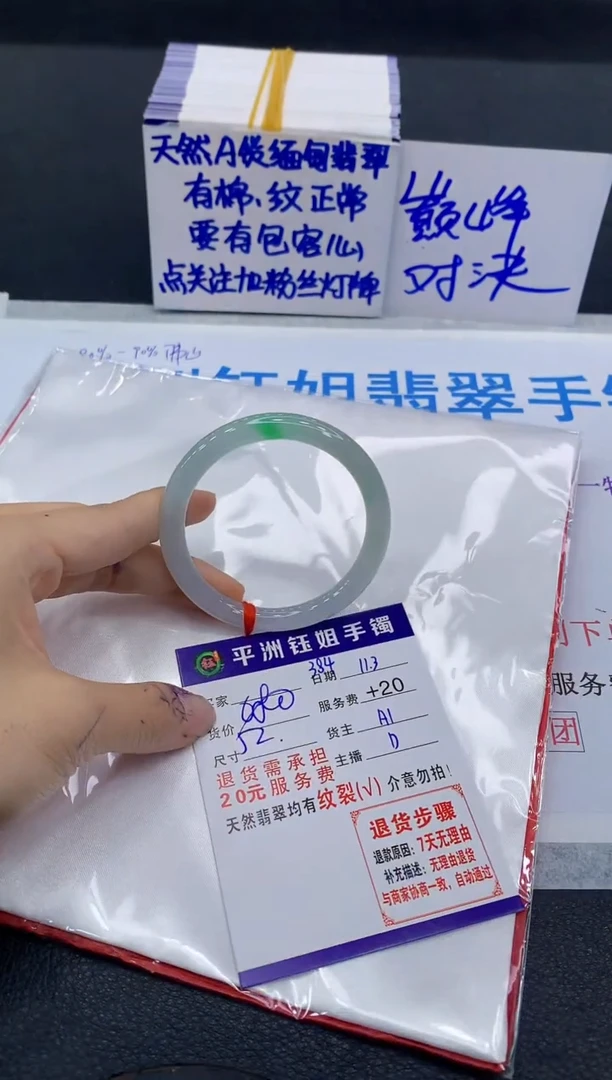 天然A货缅甸翡翠
有棉、纹正常
要有包容心
点关注加粉丝灯牌
巅峰
对决
钰姐翡翠手
平洲钰姐手镯
384 113
日期
服务费 +20
货价
货主 A1
尺寸 52.
主播 D
退货需承担
20元服务费
天然翡翠均有纹裂(√) 介意勿拍!
退货步骤
退款原因:7天无理由
补充描述:无理由退货
与商家协商一致,自动通过
服务
团